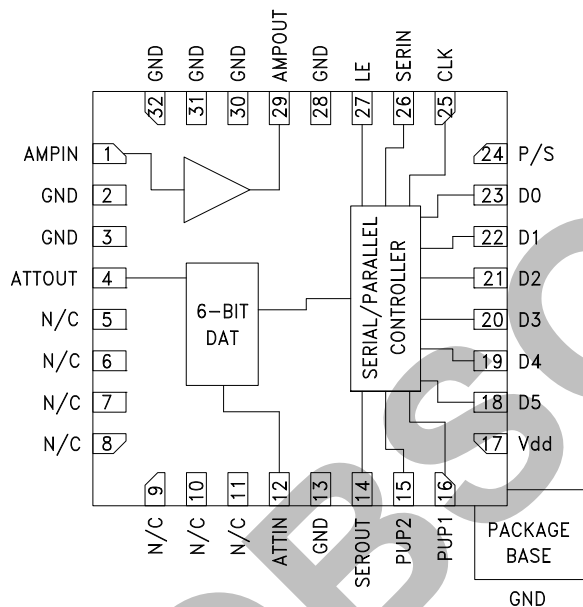 GND
GND
GND
AMPOUT
GND
LE
SERIN
CLK
32
31
30
29
28
27
26
25
AMPIN 1
GND 2
GND 3
ATTOUT 4
N/C 5
N/C 6
N/C 7
N/C 8
6-BIT
DAT
SERIAL/PARALLEL
CONTROLLER
24 P/S
23 D0
22 D1
21 D2
20 D3
19 D4
18 D5
17 Vdd
9
10
11
12
13
14
15
16
N/C
N/C
N/C
ATTIN
GND
SEROUT
PUP2
PUP1
PACKAGE
BASE
GND
OBSO